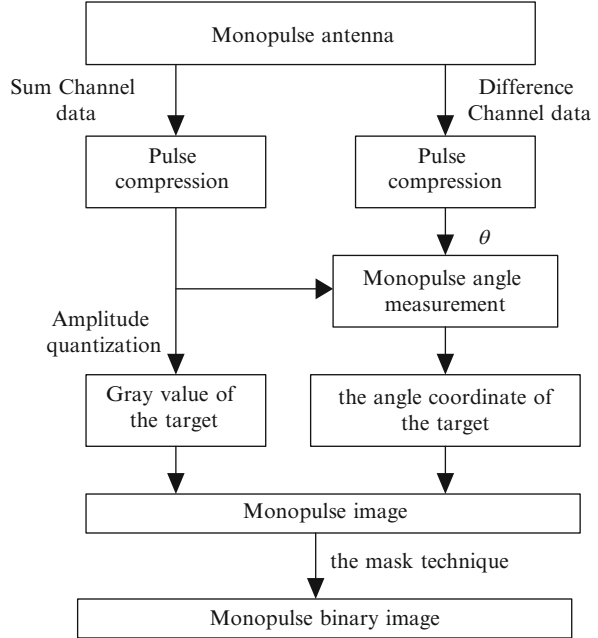 Monopulse antenna
Sum Channel
data
Difference
Channel data
Pulse
compression
Pulse
compression
θ
Monopulse angle
measurement
Amplitude
quantization
Gray value of
the target
the angle coordinate of
the target
Monopulse image
the mask technique
Monopulse binary image